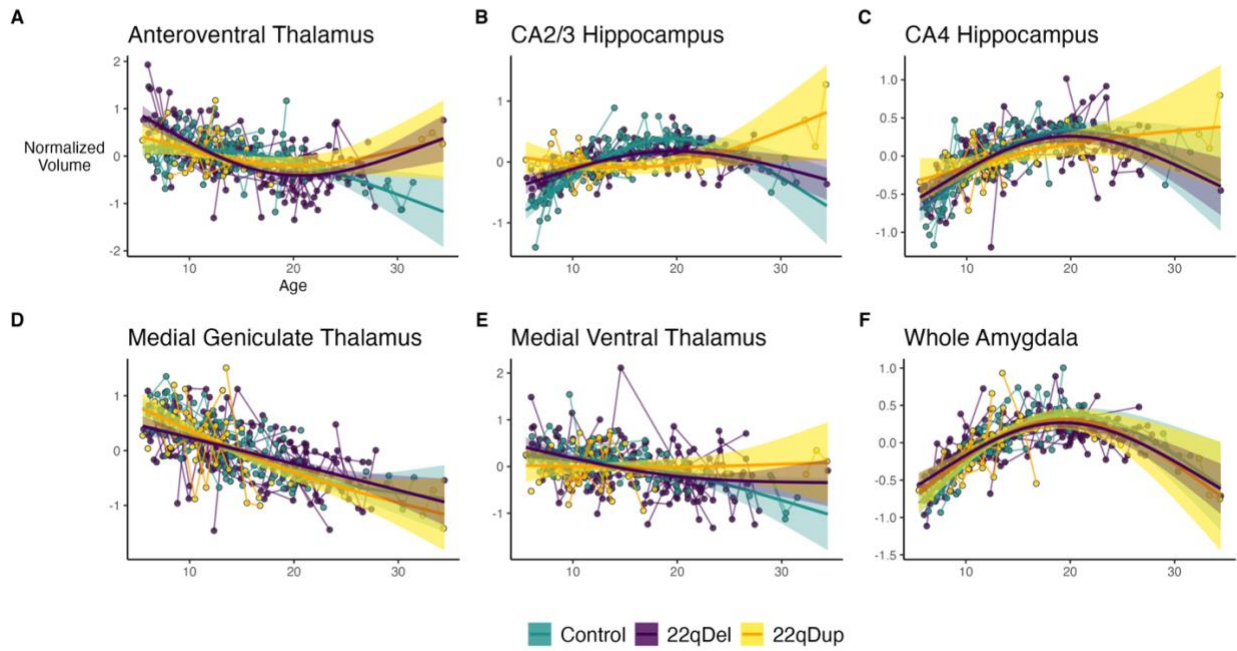 A
Anteroventral Thalamus
2
1
0
-1
-2
Normalized
Volume
10
20
30
Age
B
CA2/3 Hippocampus
1
0
-1
10
20
30
C
CA4 Hippocampus
1.0
0.5
0.0
-0.5
-1.0
10
20
30
D
Medial Geniculate Thalamus
1
0
-1
10
20
30
E
Medial Ventral Thalamus
2
1
0
-1
10
20
30
F
Whole Amygdala
1.0
0.5
0.0
-0.5
-1.0
-1.5
10
20
30
Control 22qDel 22qDup